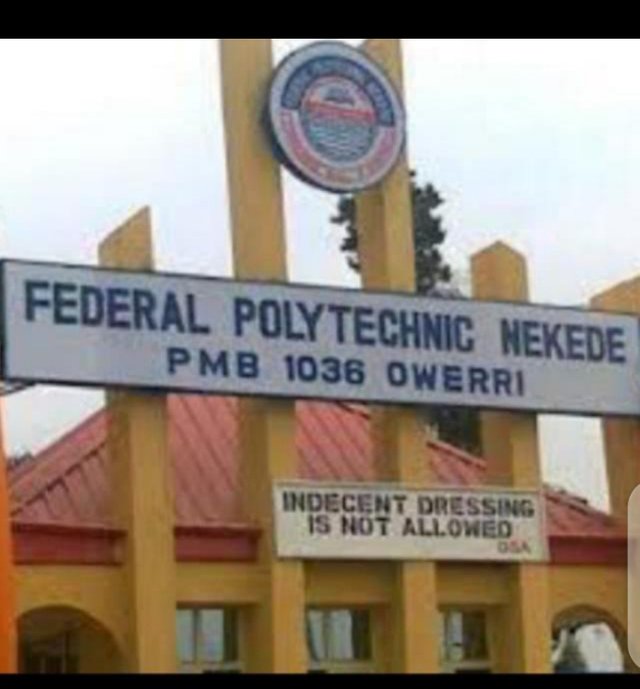 FEDERAL POLYTECHNIC NEKEDE
PMB 1036 OWERRI
INDECENT DRESSING
IS NOT ALLOWED